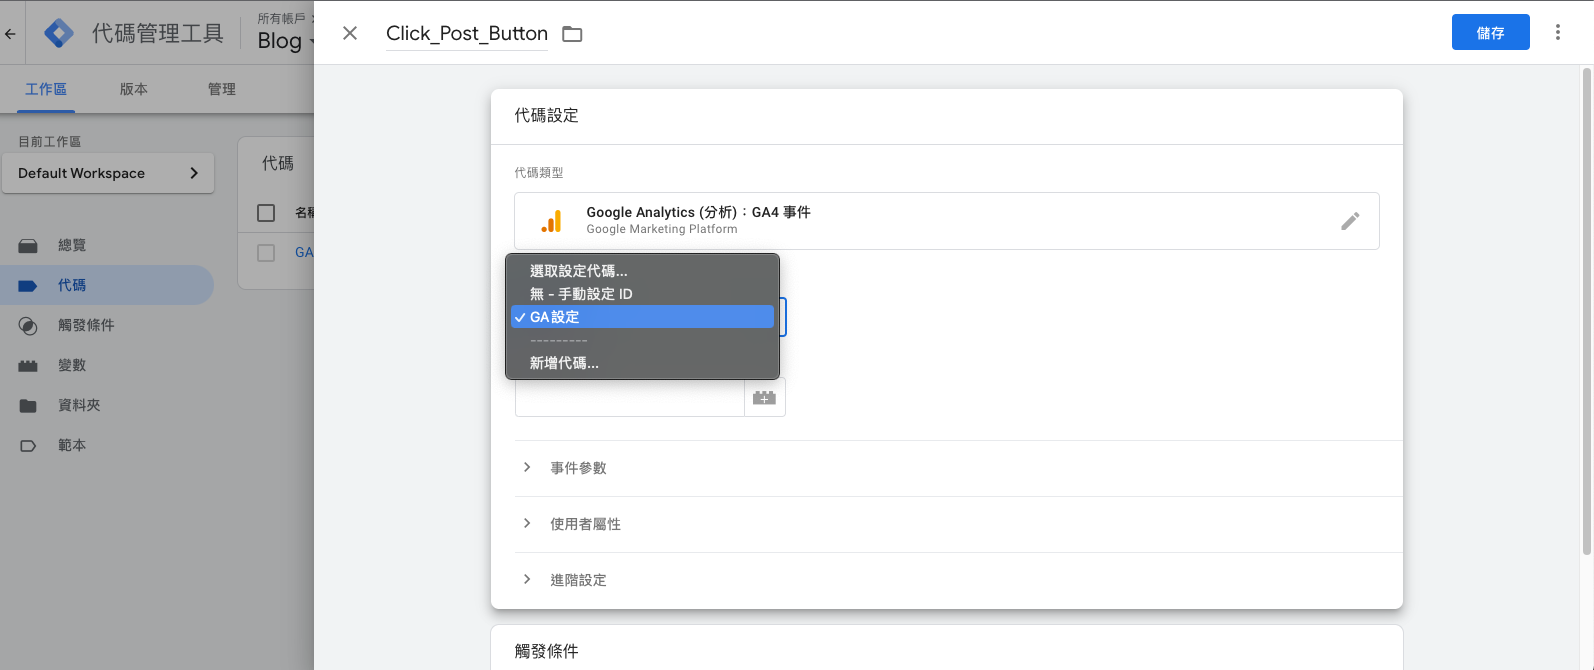 代碼管理工具
所有帳戶
Blog
Click_Post_Button
儲存
工作區
版本
管理
目前工作區
Default Workspace
總覽
代碼
觸發條件
變數
資料夾
範本
代碼
名稱
GA
代碼設定
代碼類型
Google Analytics (分析)：GA4 事件
Google Marketing Platform
選取設定代碼...
無 - 手動設定 ID
GA設定
---------
新增代碼...
事件參數
使用者屬性
進階設定
觸發條件